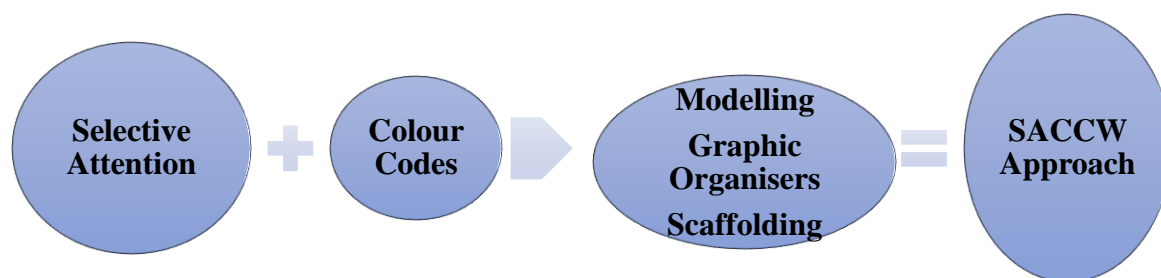 Selective
Attention
Colour
Codes
Modelling
Graphic
Organisers
Scaffolding
SACCW
Approach